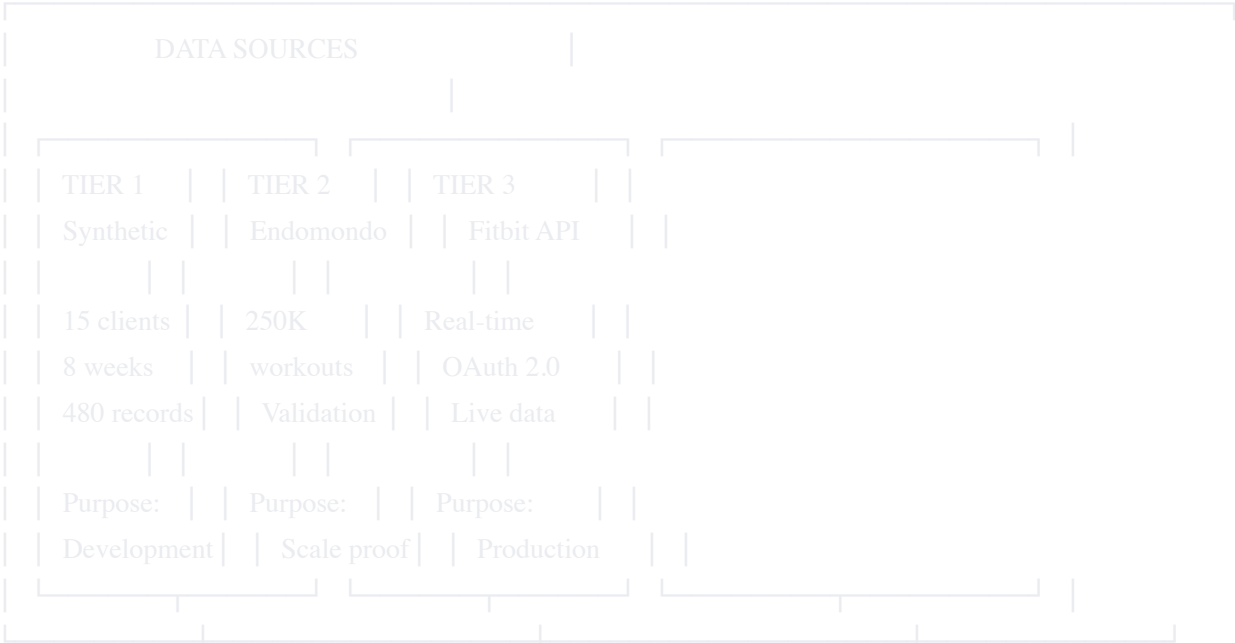 DATA SOURCES
TIER 1 TIER 2 TIER 3
Synthetic Endomondo Fitbit API
15 clients 250K Real-time
8 weeks workouts OAuth 2.0
480 records Validation Live data
Purpose: Purpose: Purpose:
Development Scale proof Production